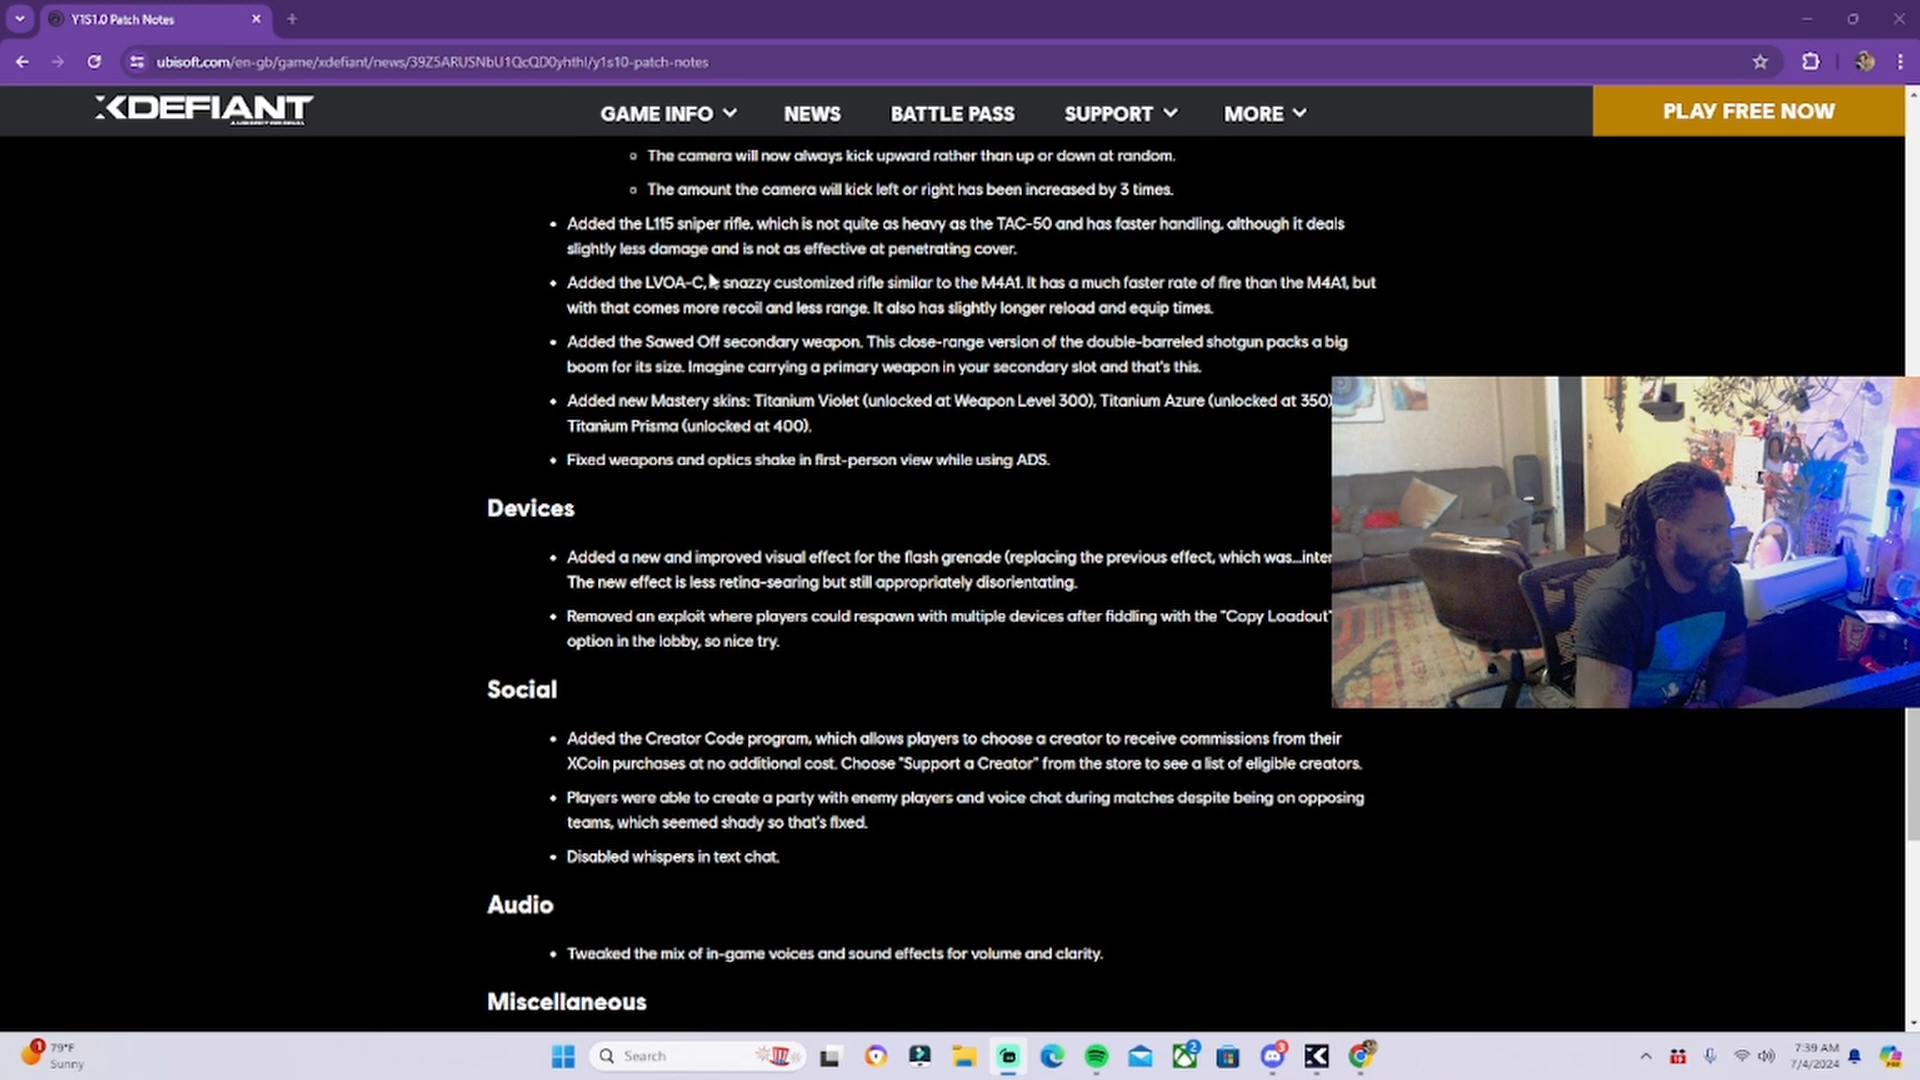 Y1S1.0 Patch Notes
ubisoft.com/en-gb/game/xdefiant/news/39Z5ARUSNbU1QcQD0yhthI/y1s10-patch-notes
XDEFIANT
GAME INFO
NEWS
BATTLE PASS
SUPPORT
MORE
PLAY FREE NOW
The camera will now always kick upward rather than up or down at random.
The amount the camera will kick left or right has been increased by 3 times.
Added the L115 sniper rifle, which is not quite as heavy as the TAC-50 and has faster handling, although it deals
slightly less damage and is not as effective at penetrating cover.
Added the LVOA-C, snazzy customized rifle similar to the M4A1. It has a much faster rate of fire than the M4A1, but
with that comes more recoil and less range. It also has slightly longer reload and equip times.
Added the Sawed Off secondary weapon. This close-range version of the double-barreled shotgun packs a big
boom for its size. Imagine carrying a primary weapon in your secondary slot and that's this.
Added new Mastery skins: Titanium Violet (unlocked at Weapon Level 300), Titanium Azure (unlocked at 350)
Titanium Prisma (unlocked at 400).
Fixed weapons and optics shake in first-person view while using ADS.
Devices
Added a new and improved visual effect for the flash grenade (replacing the previous effect, which was...inter
The new effect is less retina-searing but still appropriately disorientating.
Removed an exploit where players could respawn with multiple devices after fiddling with the "Copy Loadout"
option in the lobby, so nice try.
Social
Added the Creator Code program, which allows players to choose a creator to receive commissions from their
XCoin purchases at no additional cost. Choose "Support a Creator" from the store to see a list of eligible creators.
Players were able to create a party with enemy players and voice chat during matches despite being on opposing
teams, which seemed shady so that's fixed.
Disabled whispers in text chat.
Audio
Tweaked the mix of in-game voices and sound effects for volume and clarity.
Miscellaneous
1
79°F
Sunny
Search
2
3
7:39 AM
7/4/2024